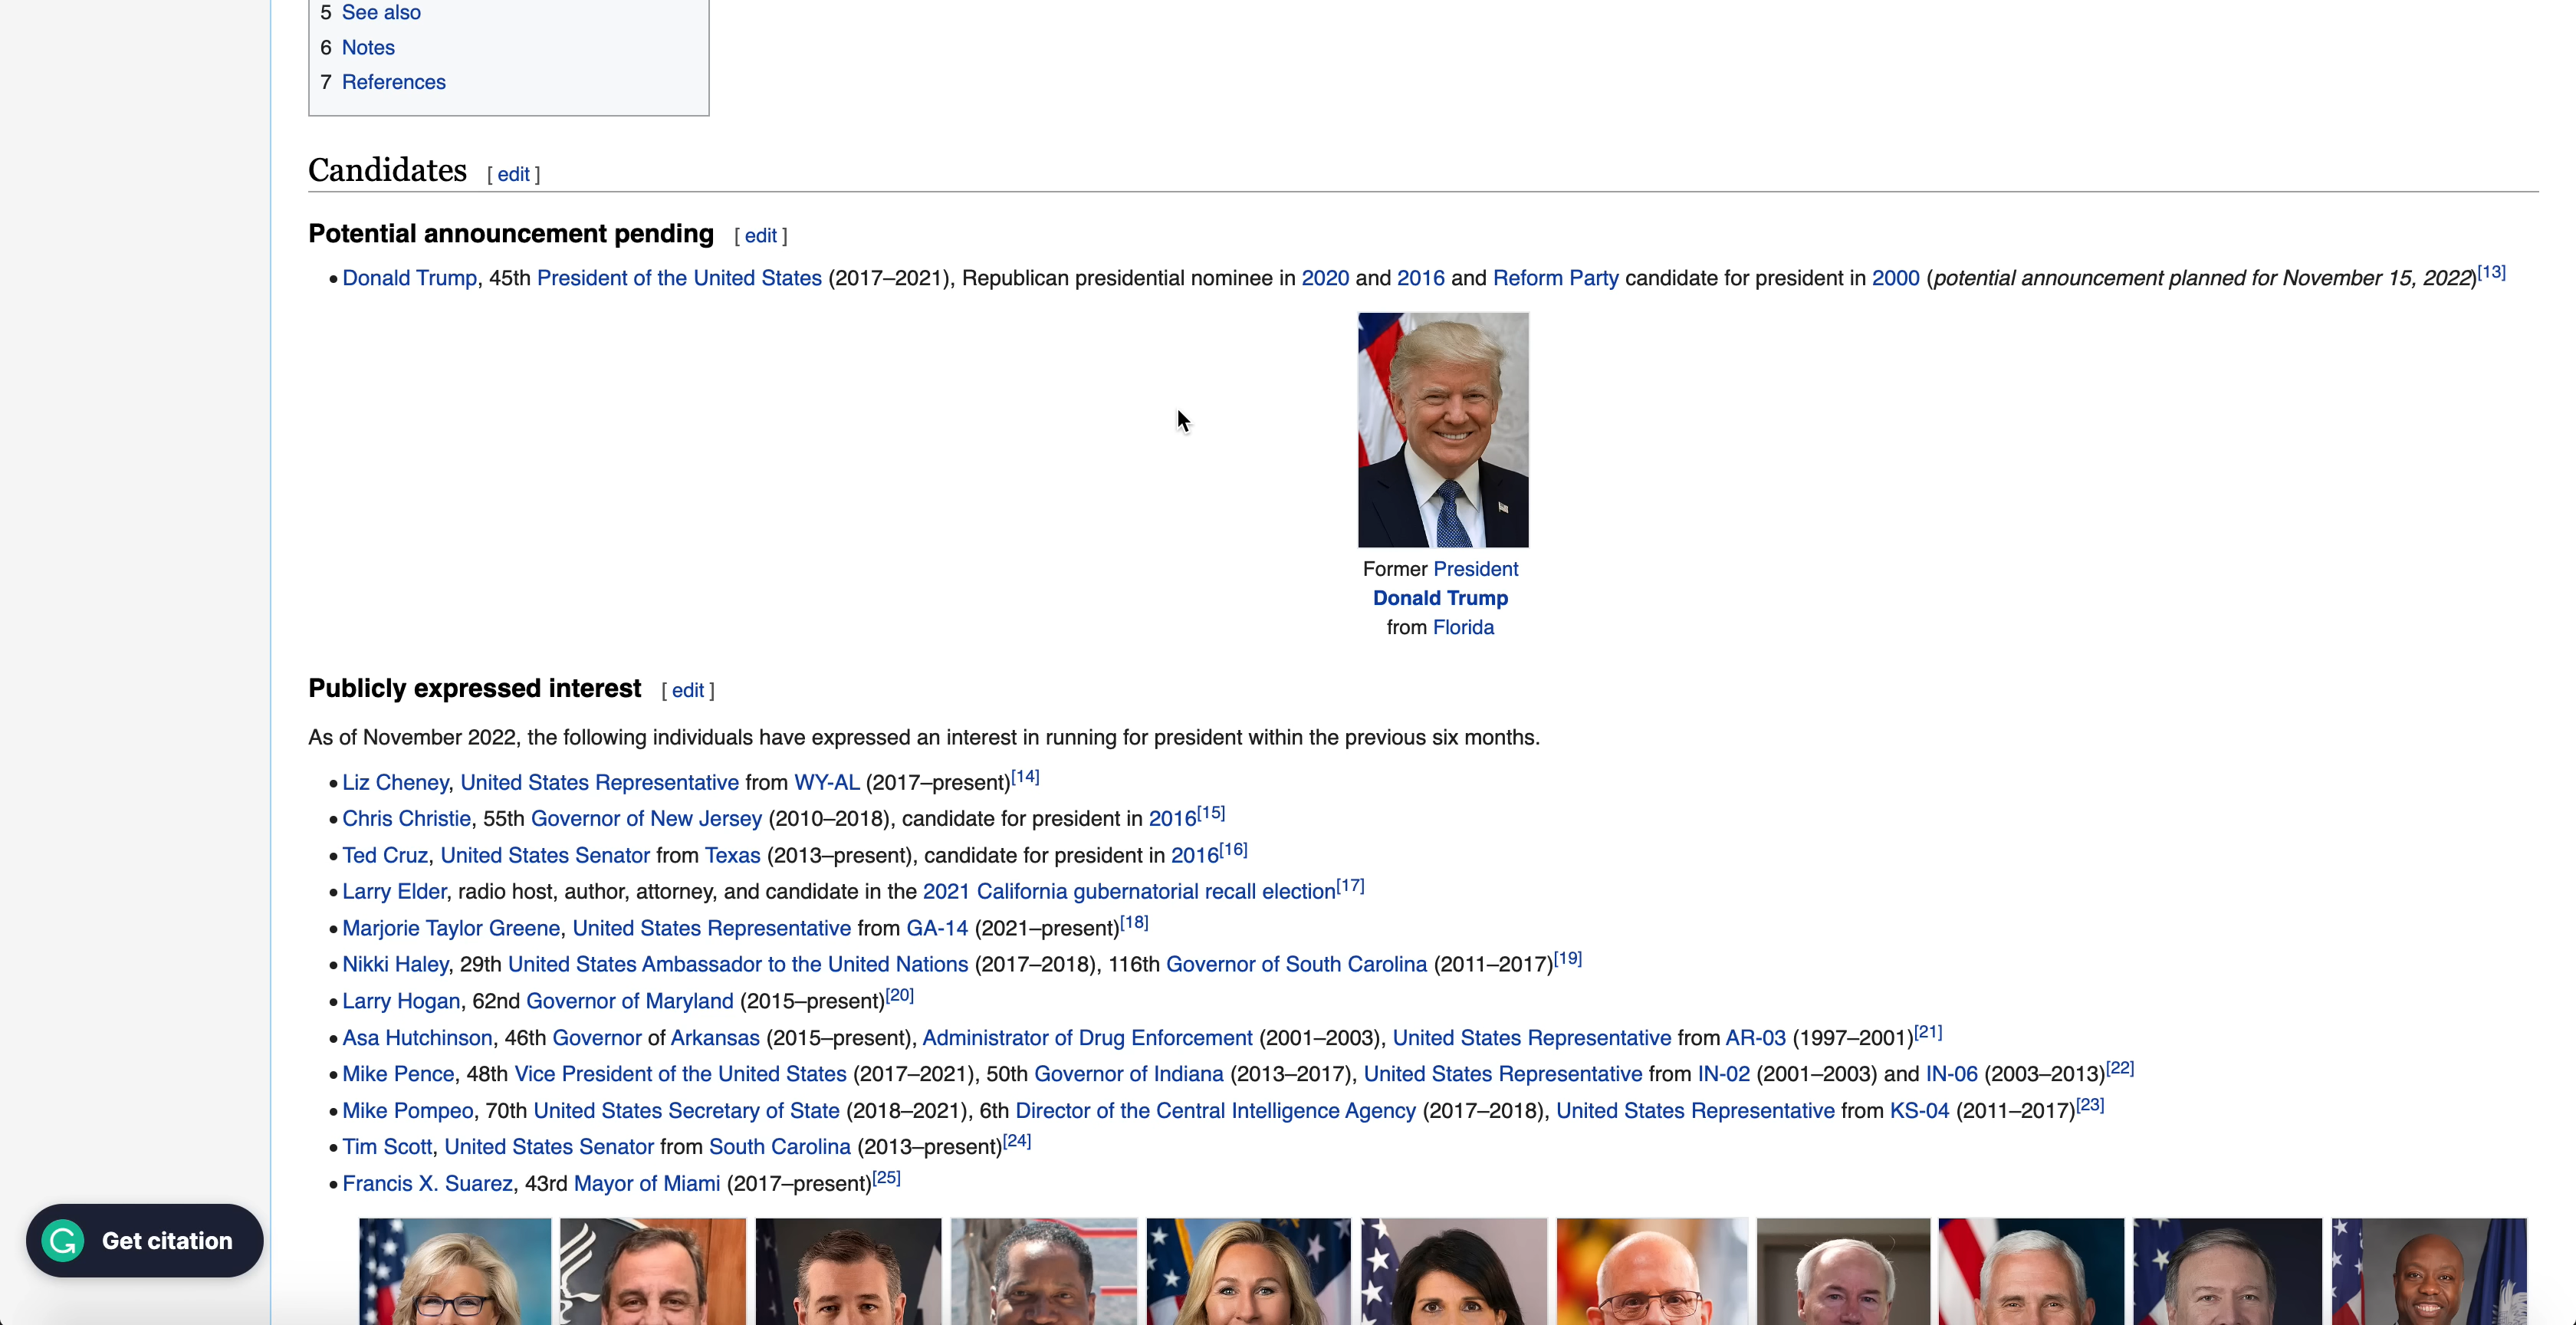 5 See also
6 Notes
7 References
Candidates [ edit ]
Potential announcement pending [ edit ]
• Donald Trump, 45th President of the United States (2017–2021), Republican presidential nominee in 2020 and 2016 and Reform Party candidate for president in 2000 (potential announcement planned for November 15, 2022)[13]
Former President
Donald Trump
from Florida
Publicly expressed interest [ edit ]
As of November 2022, the following individuals have expressed an interest in running for president within the previous six months.
• Liz Cheney, United States Representative from WY-AL (2017–present)[14]
• Chris Christie, 55th Governor of New Jersey (2010–2018), candidate for president in 2016[15]
• Ted Cruz, United States Senator from Texas (2013–present), candidate for president in 2016[16]
• Larry Elder, radio host, author, attorney, and candidate in the 2021 California gubernatorial recall election[17]
• Marjorie Taylor Greene, United States Representative from GA-14 (2021–present)[18]
• Nikki Haley, 29th United States Ambassador to the United Nations (2017–2018), 116th Governor of South Carolina (2011–2017)[19]
• Larry Hogan, 62nd Governor of Maryland (2015–present)[20]
• Asa Hutchinson, 46th Governor of Arkansas (2015–present), Administrator of Drug Enforcement (2001–2003), United States Representative from AR-03 (1997–2001)[21]
• Mike Pence, 48th Vice President of the United States (2017–2021), 50th Governor of Indiana (2013–2017), United States Representative from IN-02 (2001–2003) and IN-06 (2003–2013)[22]
• Mike Pompeo, 70th United States Secretary of State (2018–2021), 6th Director of the Central Intelligence Agency (2017–2018), United States Representative from KS-04 (2011–2017)[23]
• Tim Scott, United States Senator from South Carolina (2013–present)[24]
• Francis X. Suarez, 43rd Mayor of Miami (2017–present)[25]
Get citation